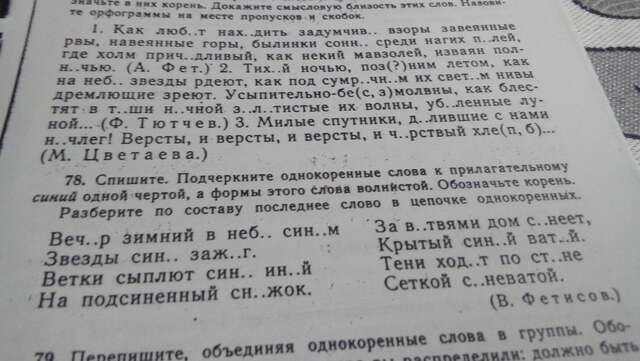 значьте в них корень. Докажите смысловую близость этих слов. Назови-
те орфограммы на месте пропусков и скобок.
1. Как люб..т нах..дить задумчив.. взоры завеянные
рвы, навеянные горы, былинки сонн.. среди нагих п..лей,
где холм прич..дливый, как некий мавзолей, изваян пол-
н..чью. (А. Фет.) 2. Тих..й ночью, поз(?)ним летом, как
на неб.. звезды рдеют, как под сумр..чн..м их свет..м нивы
дремлющие зреют. Усыпительно-бе(с, з)молвны, как блес-
тят в т..ши н..чной з..л..тистые их волны, уб..ленные лу-
ной... (Ф. Тютчев.) 3. Милые спутники, д..лившие с нами
н..члег! Версты, и версты, и версты, и ч..рствый хле(п, б)...
(М. Цветаева.)
78. Спишите. Подчеркните однокоренные слова к прилагательному
синий одной чертой, а формы этого слова волнистой. Обозначьте корень.
Разберите по составу последнее слово в цепочке однокоренных.
Веч..р зимний в неб.. син..м
Звезды син.. заж..г.
Ветки сыплют син.. ин..й
На подсиненный сн..жок.
За в..твями дом с..неет,
Крытый син..й ват..й.
Тени ход..т по ст..не
Сеткой с..неватой.
(В. Фетисов.)
79. Перепишите, объединяя однокоренные слова в группы. Обо-
распределили: должно быть